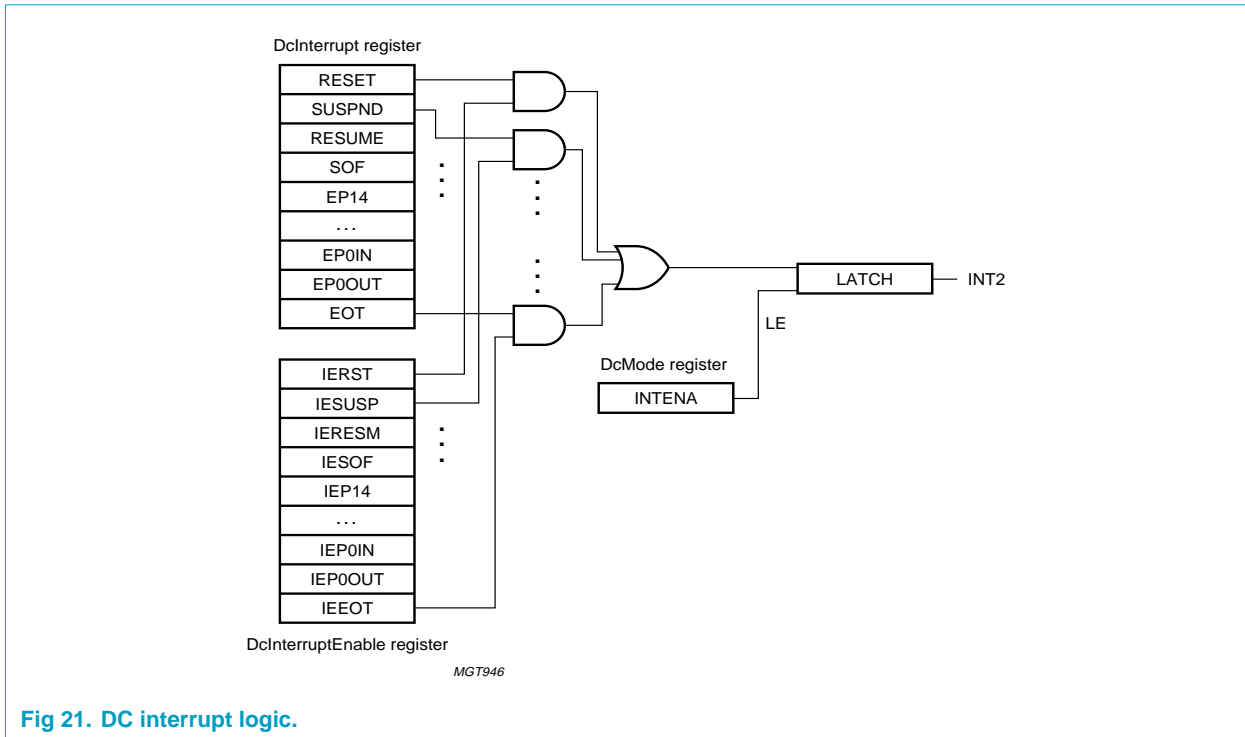 DcInterrupt register
RESET
SUSPND
RESUME
SOF
EP14
...
EP0IN
EP0OUT
EOT
LATCH
INT2
LE
DcMode register
INTENA
IERST
IESUSP
IERESM
IESOF
IEP14
...
IEP0IN
IEP0OUT
IEEOT
DcInterruptEnable register
MGT946
Fig 21. DC interrupt logic.